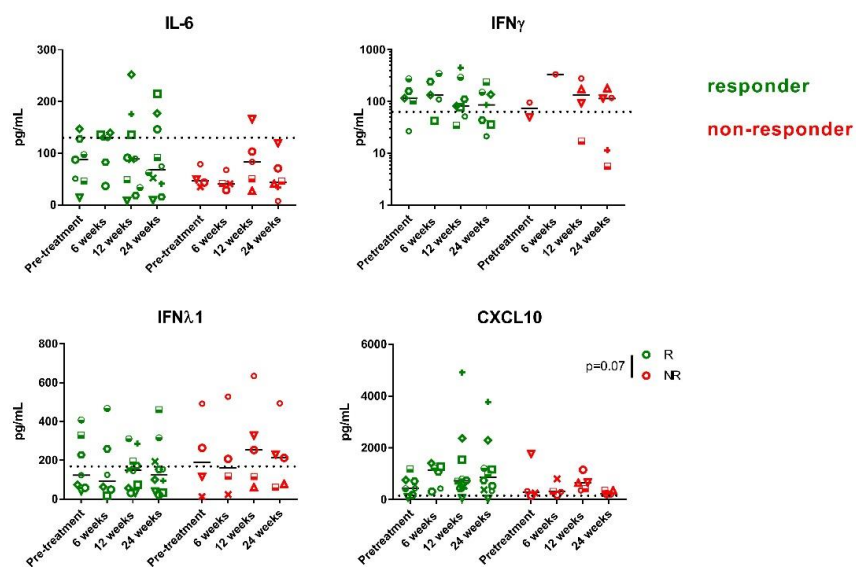 IL-6
IFNγ
300
200
100
0
pg/mL
1000
100
10
1
pg/mL
responder
non-responder
Pre-treatment
6 weeks
12 weeks
24 weeks
Pre-treatment
6 weeks
12 weeks
24 weeks
Pretreatment
6 weeks
12 weeks
24 weeks
Pretreatment
6 weeks
12 weeks
24 weeks
IFNλ1
CXCL10
800
600
400
200
0
pg/mL
6000
4000
2000
0
pg/mL
p=0.07
R
NR
Pre-treatment
6 weeks
12 weeks
24 weeks
Pre-treatment
6 weeks
12 weeks
24 weeks
Pretreatment
6 weeks
12 weeks
24 weeks
Pretreatment
6 weeks
12 weeks
24 weeks